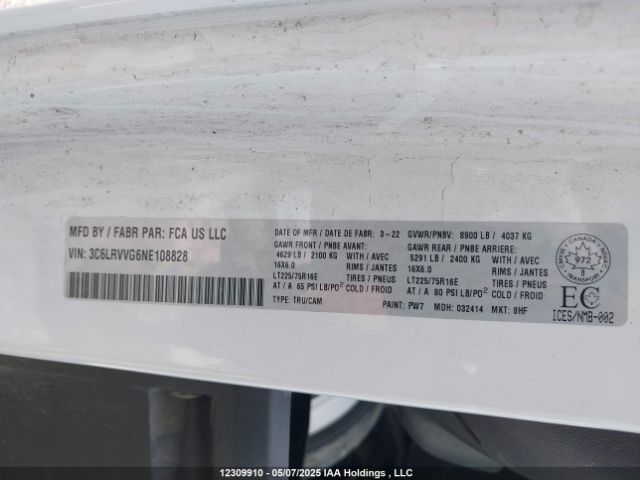 MFD BY / FABR PAR: FCA US LLC
VIN: 3C6LRVVG6NE108828
DATE OF MFR / DATE DE FABR: 3-22 GVWR/PNBV: 8900 LB / 4037 KG
GAWR FRONT / PNBE AVANT: GAWR REAR / PNBE ARRIERE:
4629 LB / 2100 KG WITH / AVEC 5291 LB / 2400 KG WITH / AVEC
16X6.0 RIMS / JANTES 16X6.0 RIMS / JANTES
LT225/75R16E TIRES / PNEUS LT225/75R16E TIRES / PNEUS
AT / A 65 PSI LB/PO² COLD / FROID AT / A 80 PSI LB/PO² COLD / FROID
TYPE: TRU/CAM PAINT: PW7 MDH: 032414 MKT: 8HF
CANADA
972
T
EC
ICES/NMB-002
12309910 - 05/07/2025 IAA Holdings , LLC